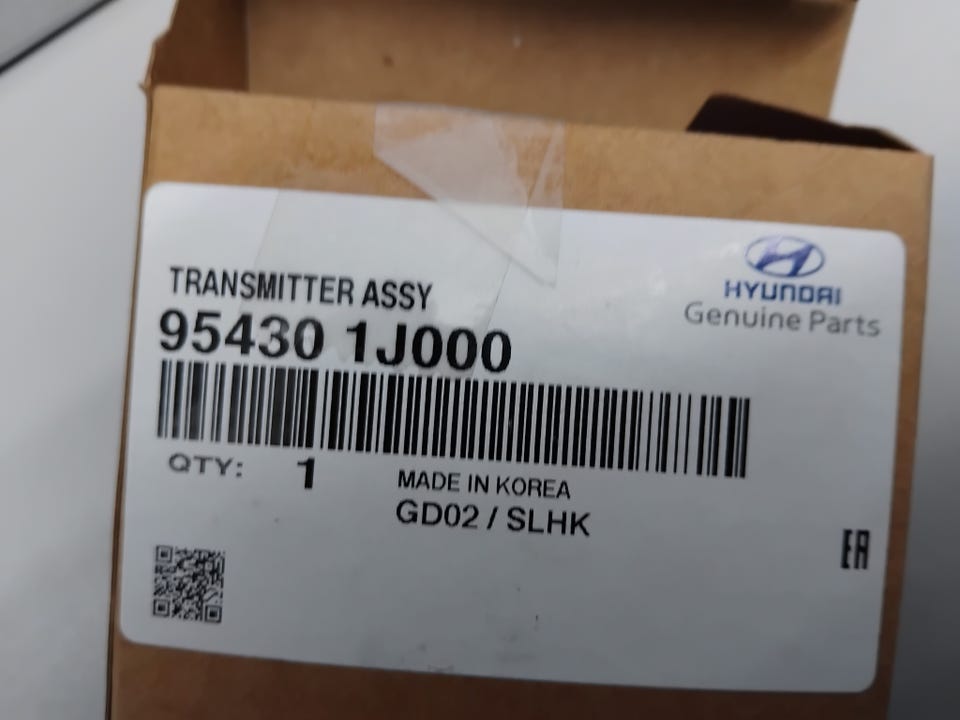 HYUNDAI
Genuine Parts
TRANSMITTER ASSY
95430 1J000
QTY: 1
MADE IN KOREA
GD02 / SLHK
EAC